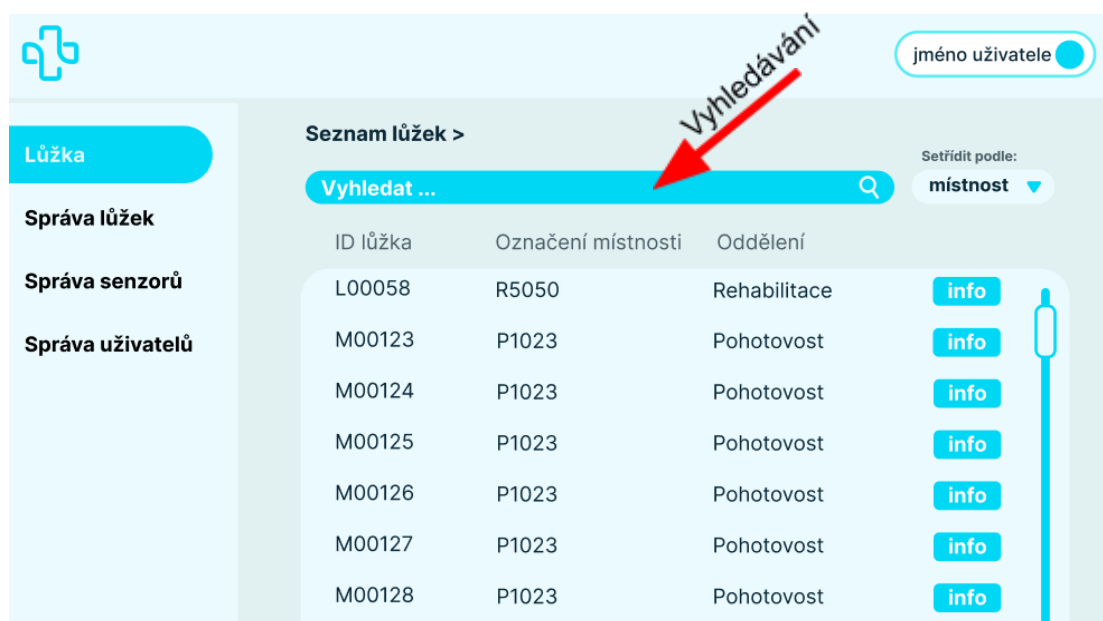 jméno uživatele
Vyhledávání
Lůžka
Správa lůžek
Správa senzorů
Správa uživatelů
Seznam lůžek >
Setřídit podle:
Vyhledat ...
místnost
ID lůžka Označení místnosti Oddělení
L00058 R5050 Rehabilitace info
M00123 P1023 Pohotovost info
M00124 P1023 Pohotovost info
M00125 P1023 Pohotovost info
M00126 P1023 Pohotovost info
M00127 P1023 Pohotovost info
M00128 P1023 Pohotovost info